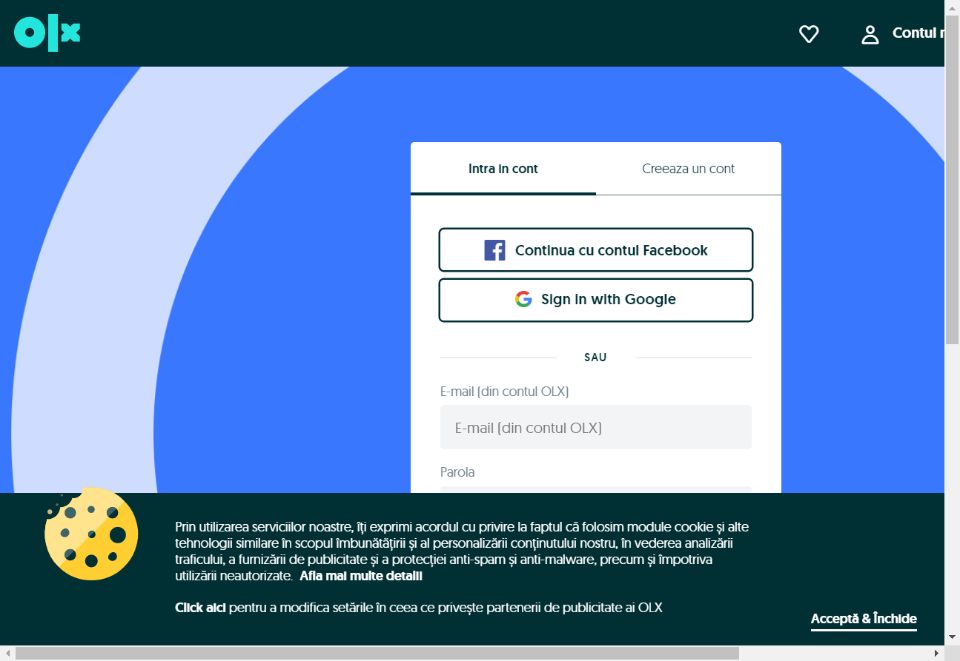 olx
Contul
Intra in cont
Creeaza un cont
Continua cu contul Facebook
Sign in with Google
SAU
E-mail (din contul OLX)
E-mail (din contul OLX)
Parola
Prin utilizarea serviciilor noastre, îți exprimi acordul cu privire la faptul că folosim module cookie și alte
tehnologii similare în scopul îmbunătățirii și al personalizării conținutului nostru, în vederea analizării
traficului, a furnizării de publicitate și a protecției anti-spam și anti-malware, precum și împotriva
utilizării neautorizate. Afla mai multe detalii
Click aici pentru a modifica setările în ceea ce privește partenerii de publicitate ai OLX
Acceptă & Închide